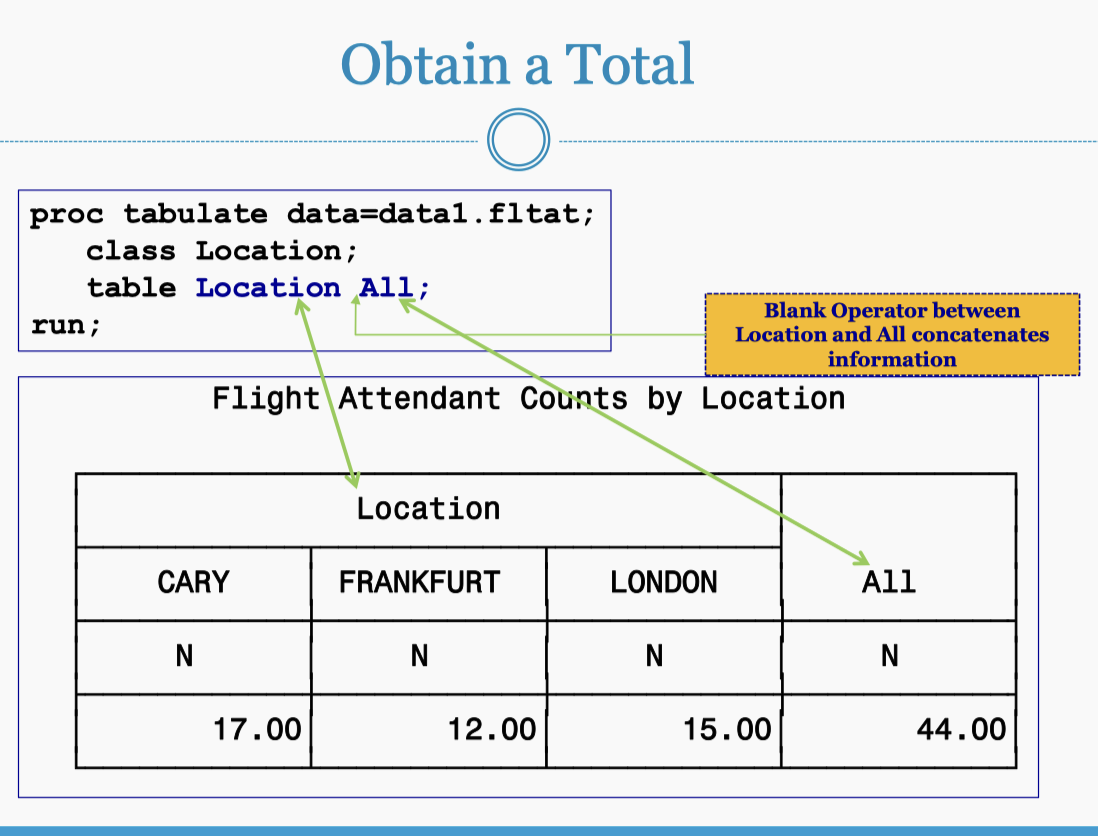 Obtain a Total
proc tabulate data=data1.fltat;
class Location;
table Location All;
run;
Blank Operator between
Location and All concatenates
information
Flight Attendant Counts by Location
Location
CARY FRANKFURT LONDON All
N N N N
17.00 12.00 15.00 44.00